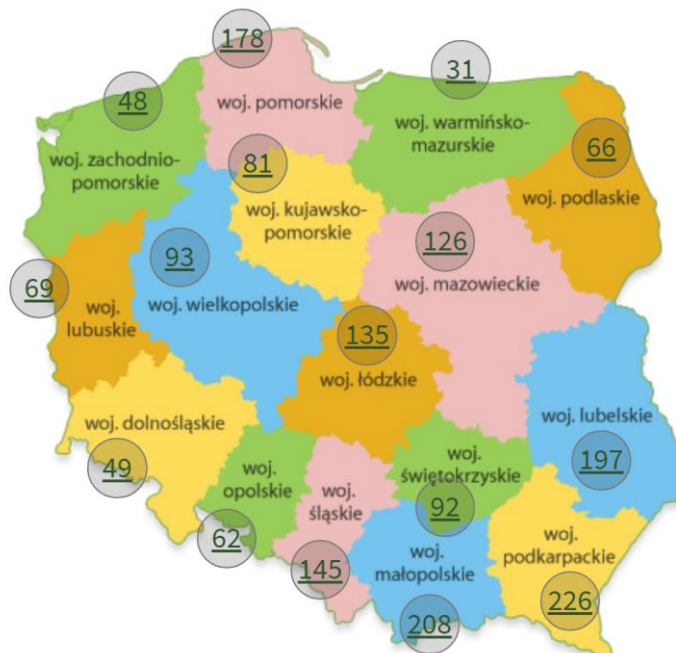 178
31
48
woj. pomorskie
woj. warmińsko-
mazurskie
66
woj. zachodnio-
pomorskie
81
woj. podlaskie
woj. kujawsko-
pomorskie
126
93
woj. mazowieckie
69
woj.
lubuskie
woj. wielkopolskie
135
woj. łódzkie
woj. dolnośląskie
woj. lubelskie
49
woj.
opolskie
woj.
śląskie
woj.
świętokrzyskie
197
92
62
145
woj.
małopolskie
woj.
podkarpackie
226
208